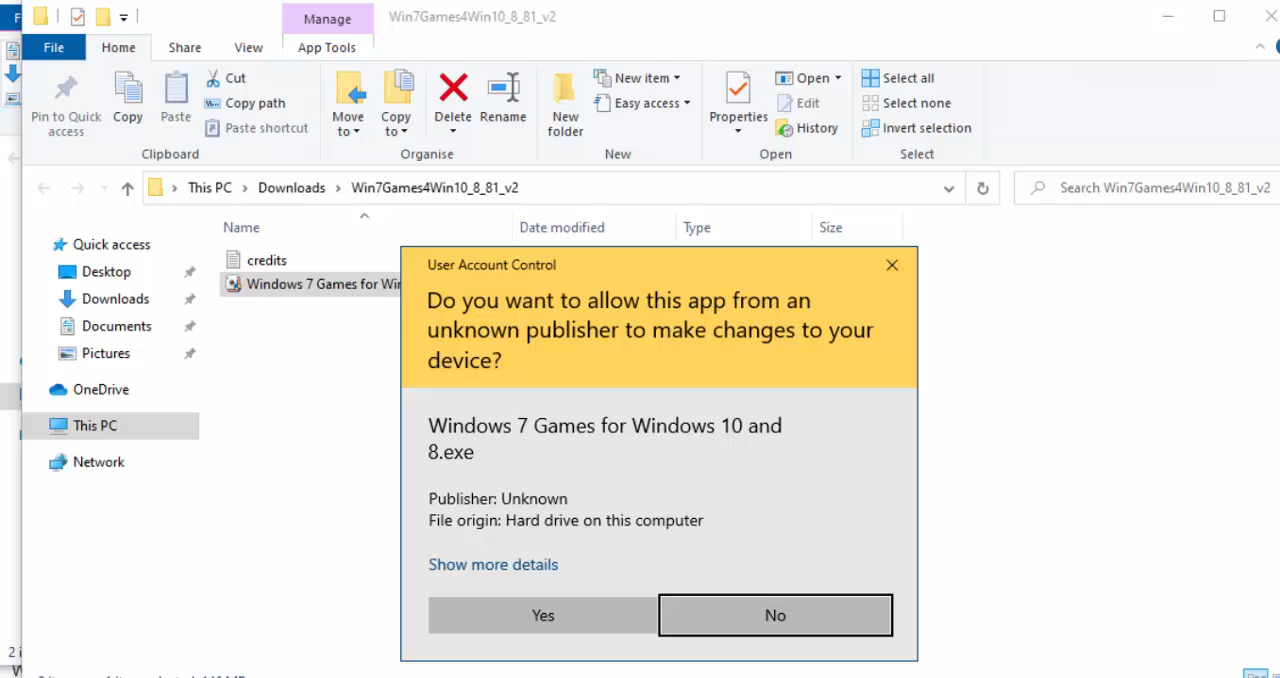 F
Manage
Win7Games4Win10_8_81_v2
File
Home
Share
View
App Tools
Pin to Quick access
Copy
Paste
Cut
Copy path
Paste shortcut
Clipboard
Move to
Copy to
Delete
Rename
Organise
New folder
New item
Easy access
New
Properties
Open
Edit
History
Open
Select all
Select none
Invert selection
Select
This PC > Downloads > Win7Games4Win10_8_81_v2
Search Win7Games4Win10_8_81_v2
Name
Date modified
Type
Size
Quick access
Desktop
Downloads
Documents
Pictures
OneDrive
This PC
Network
credits
Windows 7 Games for Wi
User Account Control
Do you want to allow this app from an
unknown publisher to make changes to your
device?
Windows 7 Games for Windows 10 and
8.exe
Publisher: Unknown
File origin: Hard drive on this computer
Show more details
Yes
No
2 i
W